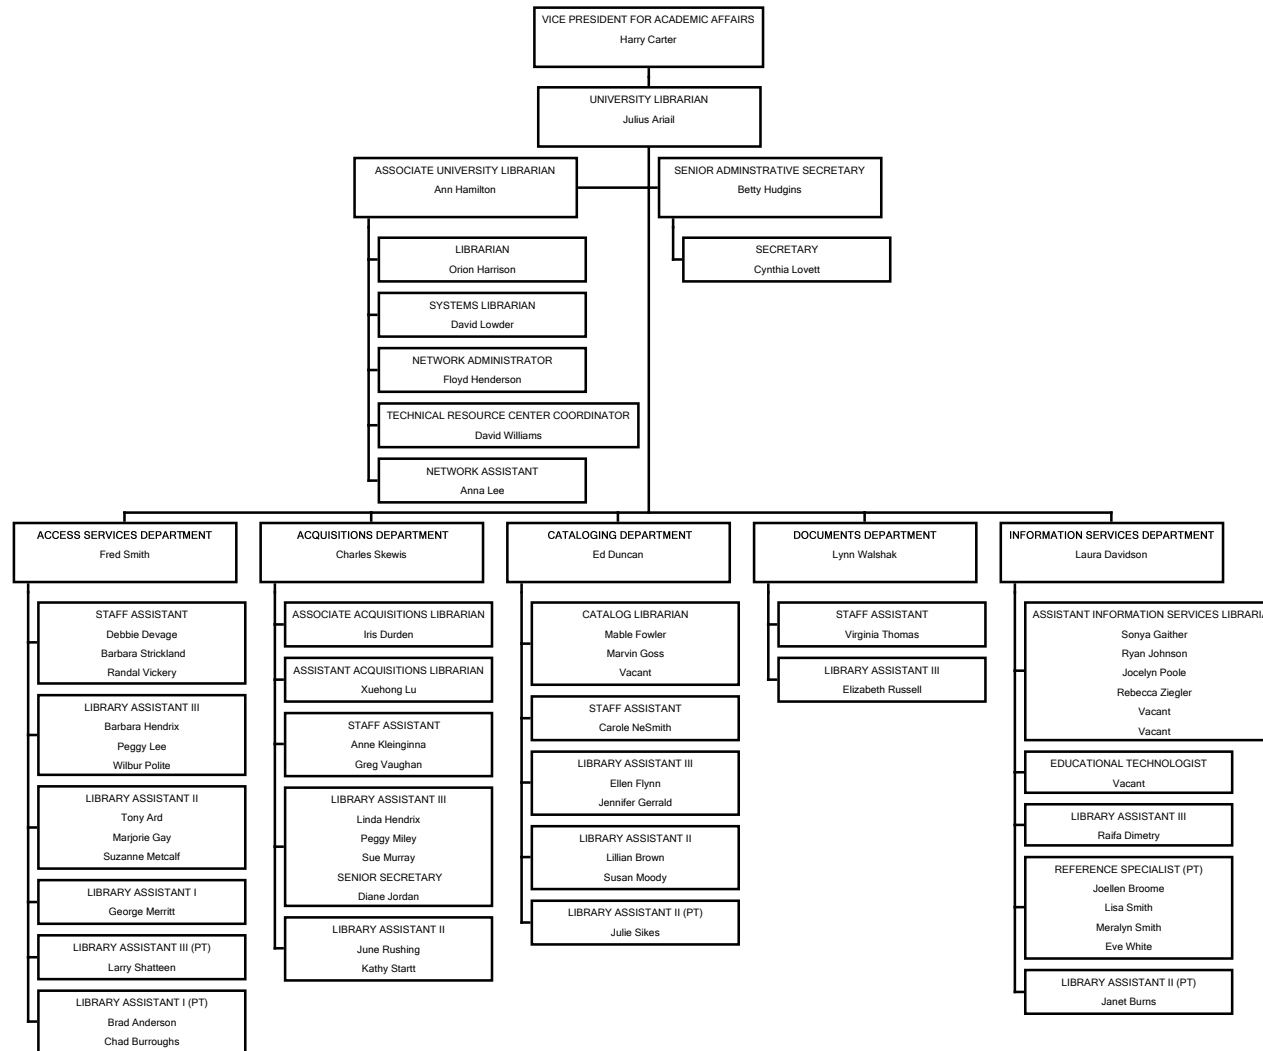 VICE PRESIDENT FOR ACADEMIC AFFAIRS
Harry Carter
UNIVERSITY LIBRARIAN
Julius Ariail
ASSOCIATE UNIVERSITY LIBRARIAN
Ann Hamilton
SENIOR ADMINSTRATIVE SECRETARY
Betty Hudgins
LIBRARIAN
Orion Harrison
SECRETARY
Cynthia Lovett
SYSTEMS LIBRARIAN
David Lowder
NETWORK ADMINISTRATOR
Floyd Henderson
TECHNICAL RESOURCE CENTER COORDINATOR
David Williams
NETWORK ASSISTANT
Anna Lee
ACCESS SERVICES DEPARTMENT
Fred Smith
STAFF ASSISTANT
Debbie Devage
Barbara Strickland
Randal Vickery
LIBRARY ASSISTANT III
Barbara Hendrix
Peggy Lee
Wilbur Polite
LIBRARY ASSISTANT II
Tony Ard
Marjorie Gay
Suzanne Metcalf
LIBRARY ASSISTANT I
George Merritt
LIBRARY ASSISTANT III (PT)
Larry Shatteen
LIBRARY ASSISTANT I (PT)
Brad Anderson
Chad Burroughs
ACQUISITIONS DEPARTMENT
Charles Skewis
ASSOCIATE ACQUISITIONS LIBRARIAN
Iris Durden
ASSISTANT ACQUISITIONS LIBRARIAN
Xuehong Lu
STAFF ASSISTANT
Anne Kleinginna
Greg Vaughan
LIBRARY ASSISTANT III
Linda Hendrix
Peggy Miley
Sue Murray
SENIOR SECRETARY
Diane Jordan
LIBRARY ASSISTANT II
June Rushing
Kathy Startt
CATALOGING DEPARTMENT
Ed Duncan
CATALOG LIBRARIAN
Mable Fowler
Marvin Goss
Vacant
STAFF ASSISTANT
Carole NeSmith
LIBRARY ASSISTANT III
Ellen Flynn
Jennifer Gerrald
LIBRARY ASSISTANT II
Lillian Brown
Susan Moody
LIBRARY ASSISTANT II (PT)
Julie Sikes
DOCUMENTS DEPARTMENT
Lynn Walshak
STAFF ASSISTANT
Virginia Thomas
LIBRARY ASSISTANT III
Elizabeth Russell
INFORMATION SERVICES DEPARTMENT
Laura Davidson
ASSISTANT INFORMATION SERVICES
Sonya Gaither
Ryan Johnson
Jocelyn Poole
Rebecca Ziegler
Vacant
Vacant
EDUCATIONAL TECHNOLOGIST
Vacant
LIBRARY ASSISTANT III
Raifa Dimetry
REFERENCE SPECIALIST (PT)
Joellen Broome
Lisa Smith
Meralyn Smith
Eve White
LIBRARY ASSISTANT II (PT)
Janet Burns